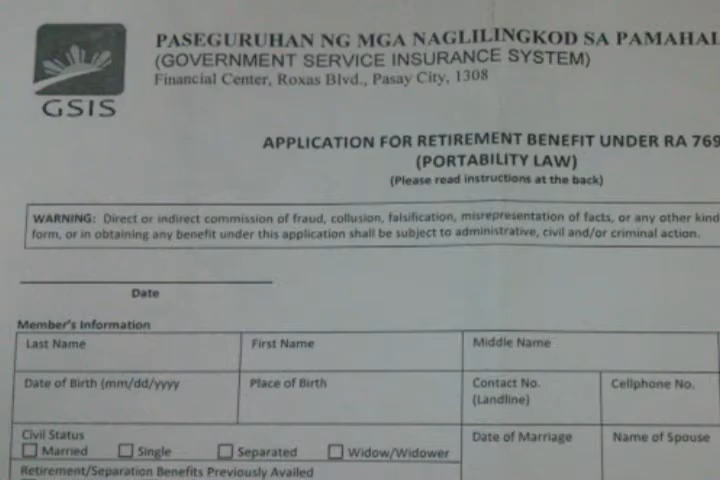 GSIS
PASEGURUHAN NG MGA NAGLILINGKOD SA PAMAHAL
(GOVERNMENT SERVICE INSURANCE SYSTEM)
Financial Center, Roxas Blvd., Pasay City, 1308
APPLICATION FOR RETIREMENT BENEFIT UNDER RA 769
(PORTABILITY LAW)
(Please read instructions at the back)
WARNING: Direct or indirect commission of fraud, collusion, falsification, misrepresentation of facts, or any other kind
form, or in obtaining any benefit under this application shall be subject to administrative, civil and/or criminal action.
Date
Member's Information
Last Name First Name Middle Name
Date of Birth (mm/dd/yyyy Place of Birth Contact No. Cellphone No.
(Landline)
Civil Status Date of Marriage Name of Spouse
Married Single Separated Widow/Widower
Retirement/Separation Benefits Previously Availed